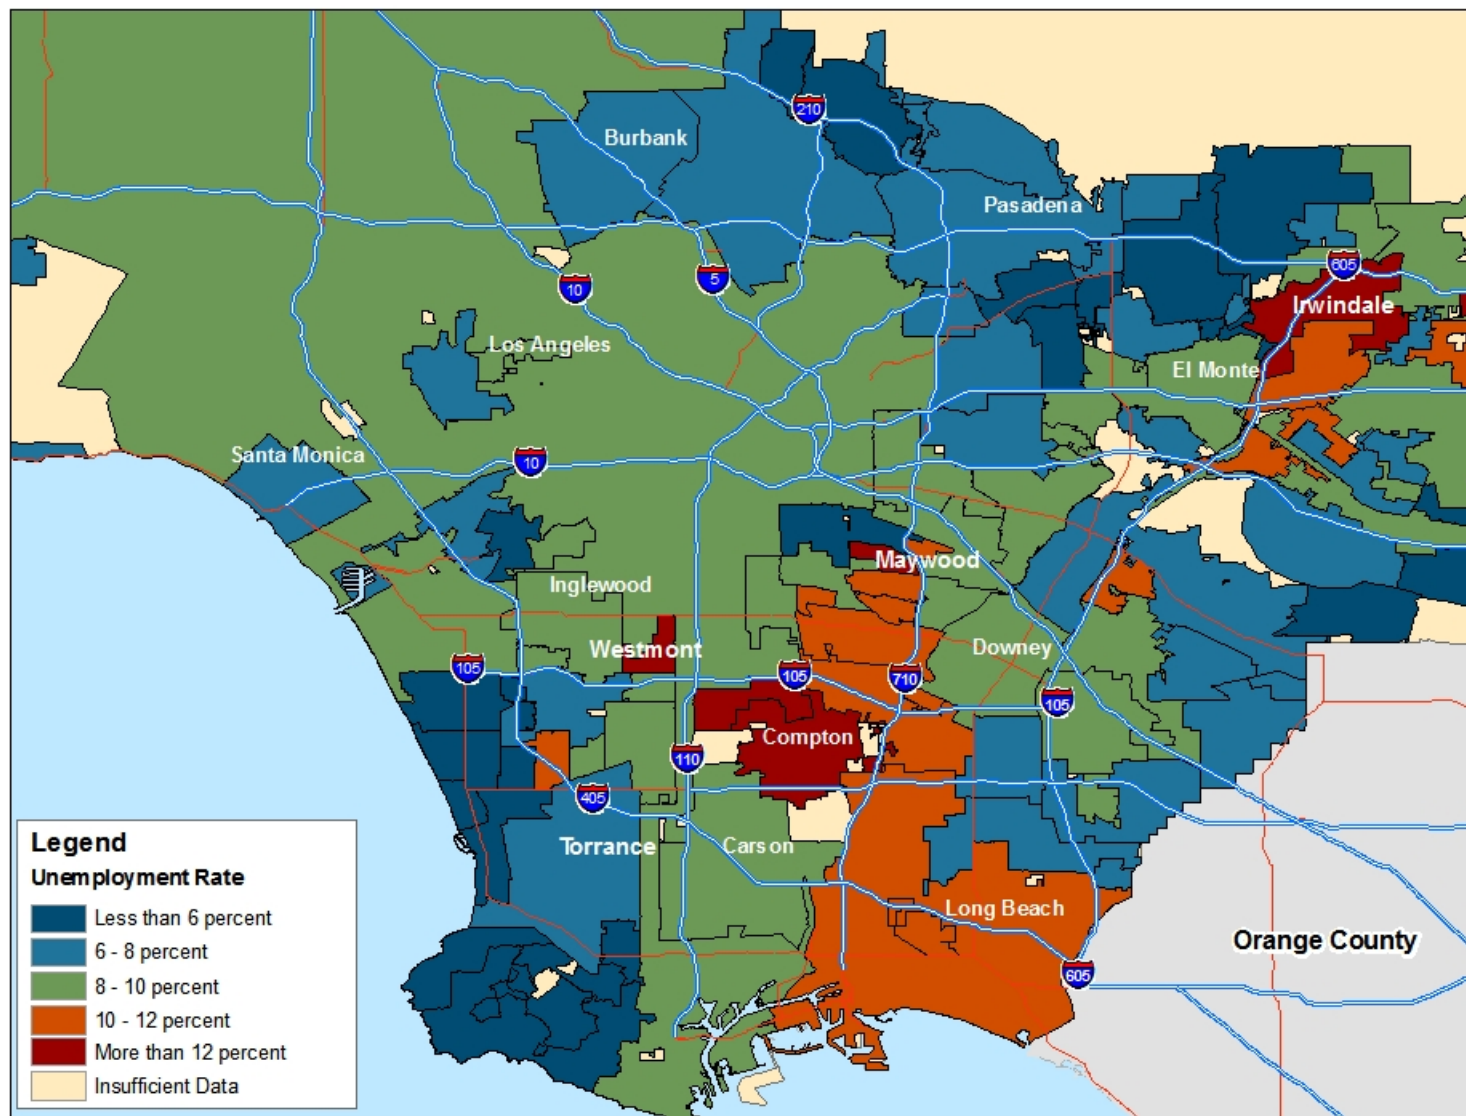 210
Burbank
Pasadena
605
Irwindale
10
5
Los Angeles
El Monte
Santa Monica
10
Maywood
Inglewood
Westmont
Downey
105
105
710
105
Compton
110
405
Torrance
Carson
Long Beach
Orange County
605
Legend
Unemployment Rate
Less than 6 percent
6 - 8 percent
8 - 10 percent
10 - 12 percent
More than 12 percent
Insufficient Data